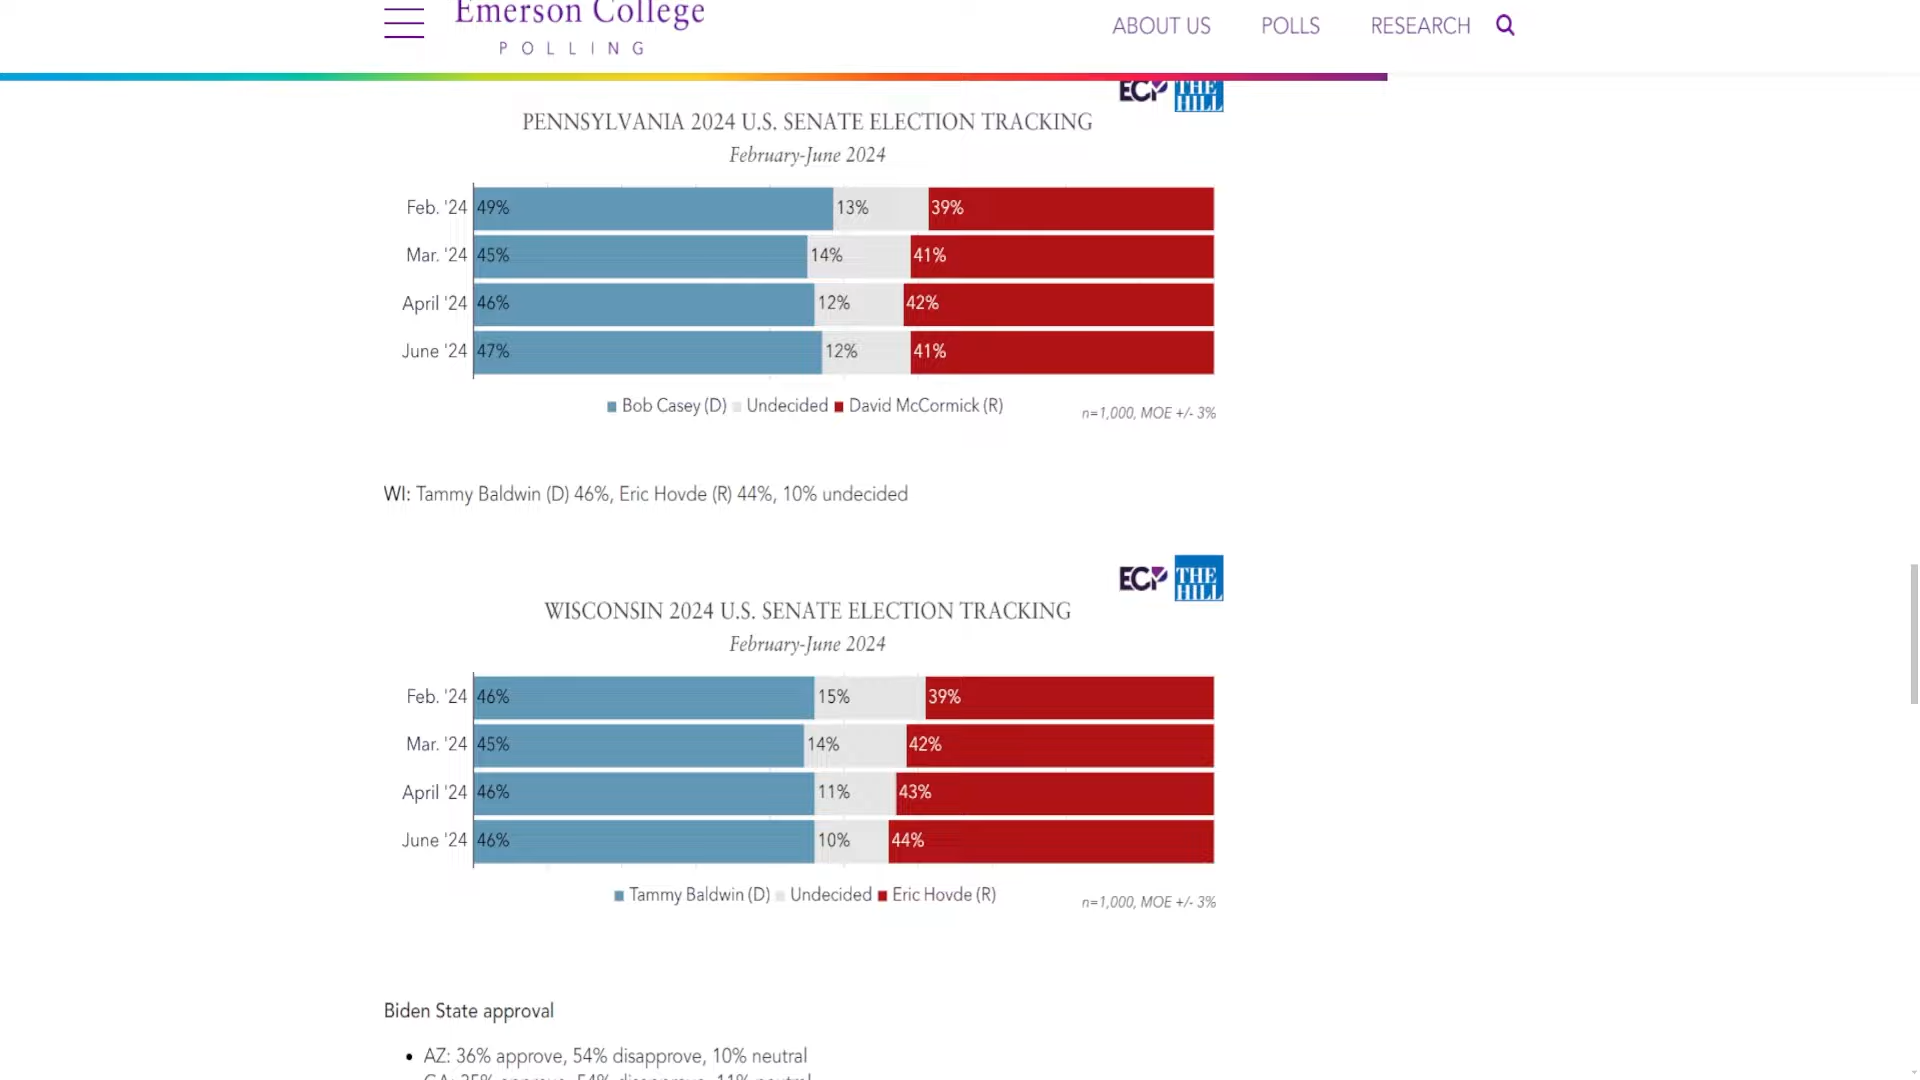 Emerson College
POLLING
ABOUT US POLLS RESEARCH
ECP THE HILL
PENNSYLVANIA 2024 U.S. SENATE ELECTION TRACKING
February-June 2024
Feb. '24 49% 13% 39%
Mar. '24 45% 14% 41%
April '24 46% 12% 42%
June '24 47% 12% 41%
Bob Casey (D) Undecided David McCormick (R)
n=1,000, MOE +/- 3%
WI: Tammy Baldwin (D) 46%, Eric Hovde (R) 44%, 10% undecided
ECP THE HILL
WISCONSIN 2024 U.S. SENATE ELECTION TRACKING
February-June 2024
Feb. '24 46% 15% 39%
Mar. '24 45% 14% 42%
April '24 46% 11% 43%
June '24 46% 10% 44%
Tammy Baldwin (D) Undecided Eric Hovde (R)
n=1,000, MOE +/- 3%
Biden State approval
• AZ: 36% approve, 54% disapprove, 10% neutral